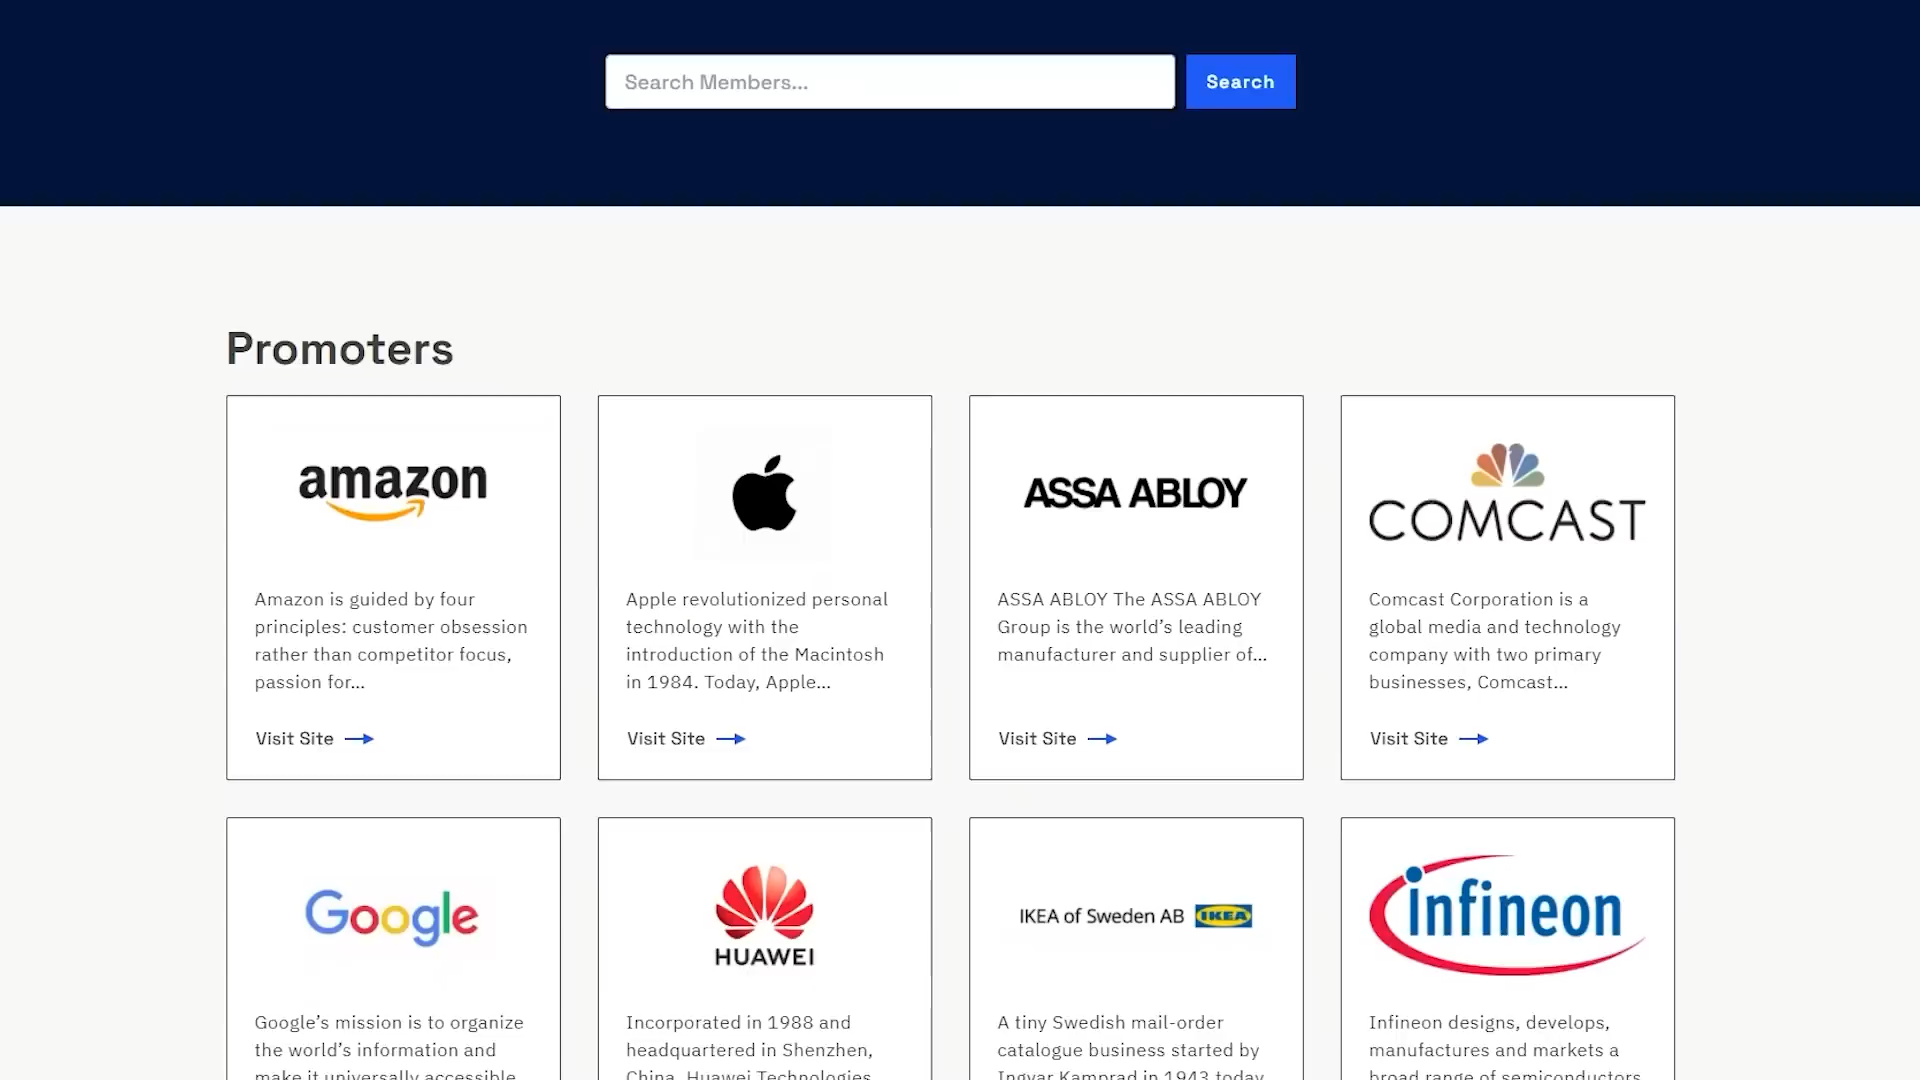 Search Members...
Search
Promoters
amazon
ASSA ABLOY
COMCAST
Amazon is guided by four
principles: customer obsession
rather than competitor focus,
passion for...
Visit Site
Apple revolutionized personal
technology with the
introduction of the Macintosh
in 1984. Today, Apple...
Visit Site
ASSA ABLOY The ASSA ABLOY
Group is the world’s leading
manufacturer and supplier of...
Visit Site
Comcast Corporation is a
global media and technology
company with two primary
businesses, Comcast...
Visit Site
Google
HUAWEI
IKEA of Sweden AB IKEA
infineon
Google’s mission is to organize
the world’s information and
make it universally accessible
Incorporated in 1988 and
headquartered in Shenzhen,
China, Huawei Technologies
A tiny Swedish mail-order
catalogue business started by
Ingvar Kamprad in 1943 today
Infineon designs, develops,
manufactures and markets a
broad range of semiconductors